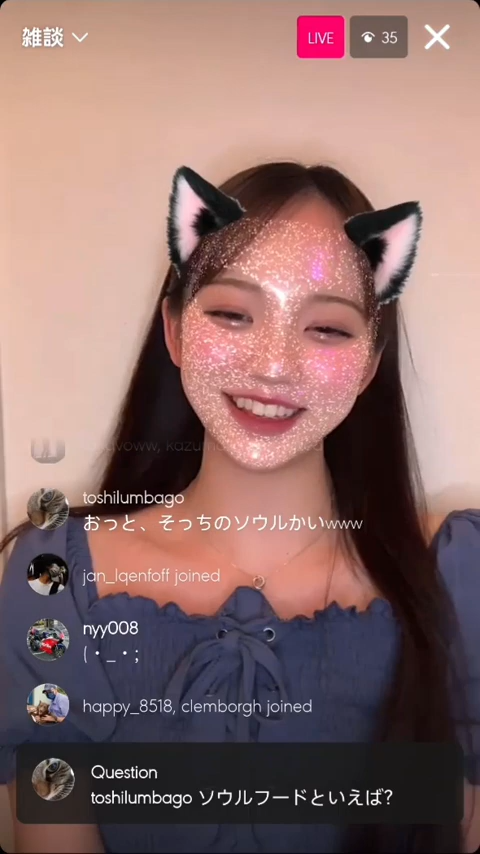 雑談
LIVE
35
toshilumbago
おっと、そっちのソウルかいwww
jan_lqenfoff joined
nyy008
(・_・;
happy_8518, clemborgh joined
Question
toshilumbago ソウルフードといえば?